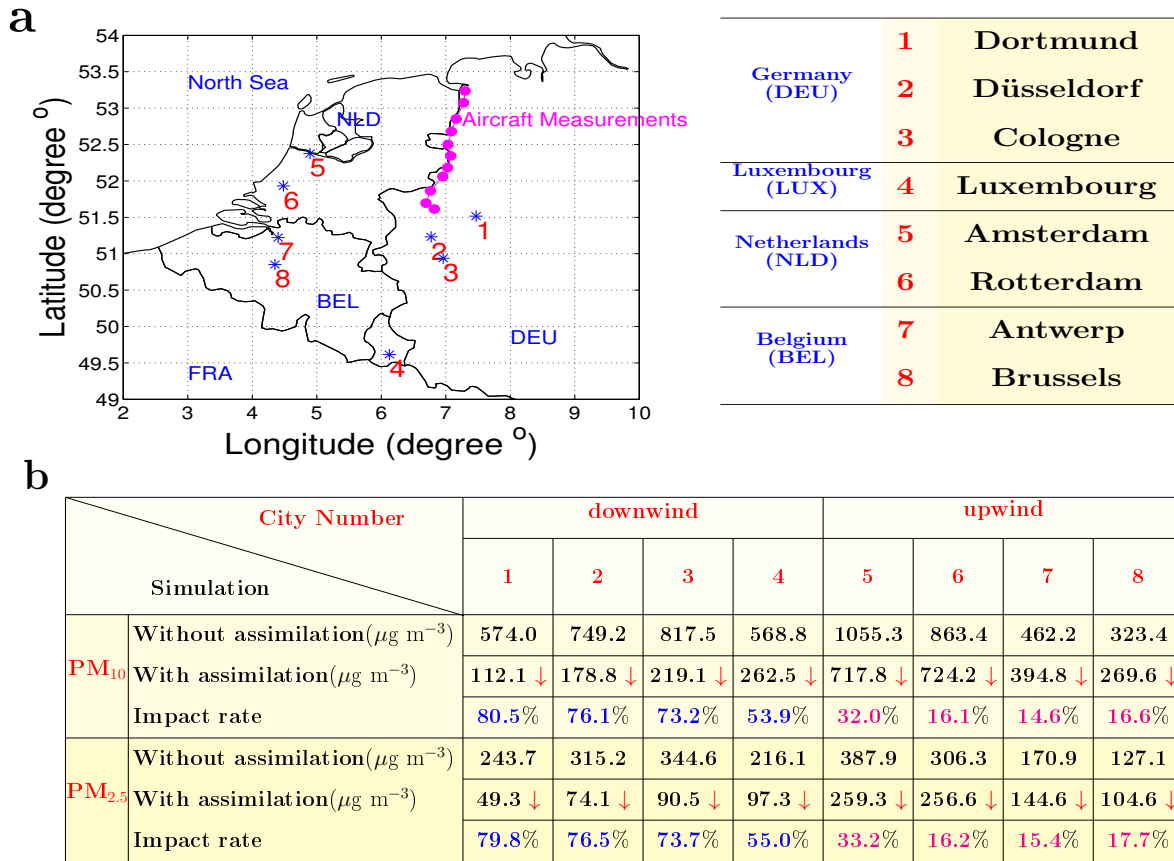 a
54
53.5
53
52.5
52
51.5
51
50.5
50
49.5
49
2 3 4 5 6 7 8 9 10
Latitude (degree °)
Longitude (degree °)
North Sea
NLD
Aircraft Measurements
5
6
1
7
2
8
3
BEL
DEU
4
FRA
Germany
(DEU)
1 Dortmund
2 Düsseldorf
3 Cologne
Luxembourg
(LUX)
4 Luxembourg
Netherlands
(NLD)
5 Amsterdam
6 Rotterdam
Belgium
(BEL)
7 Antwerp
8 Brussels
b
City Number
Simulation
downwind upwind
1 2 3 4 5 6 7 8
PM₁₀
Without assimilation(μg m⁻³) 574.0 749.2 817.5 568.8 1055.3 863.4 462.2 323.4
With assimilation(μg m⁻³) 112.1 ↓ 178.8 ↓ 219.1 ↓ 262.5 ↓ 717.8 ↓ 724.2 ↓ 394.8 ↓ 269.6 ↓
Impact rate 80.5% 76.1% 73.2% 53.9% 32.0% 16.1% 14.6% 16.6%
PM₂.₅
Without assimilation(μg m⁻³) 243.7 315.2 344.6 216.1 387.9 306.3 170.9 127.1
With assimilation(μg m⁻³) 49.3 ↓ 74.1 ↓ 90.5 ↓ 97.3 ↓ 259.3 ↓ 256.6 ↓ 144.6 ↓ 104.6 ↓
Impact rate 79.8% 76.5% 73.7% 55.0% 33.2% 16.2% 15.4% 17.7%